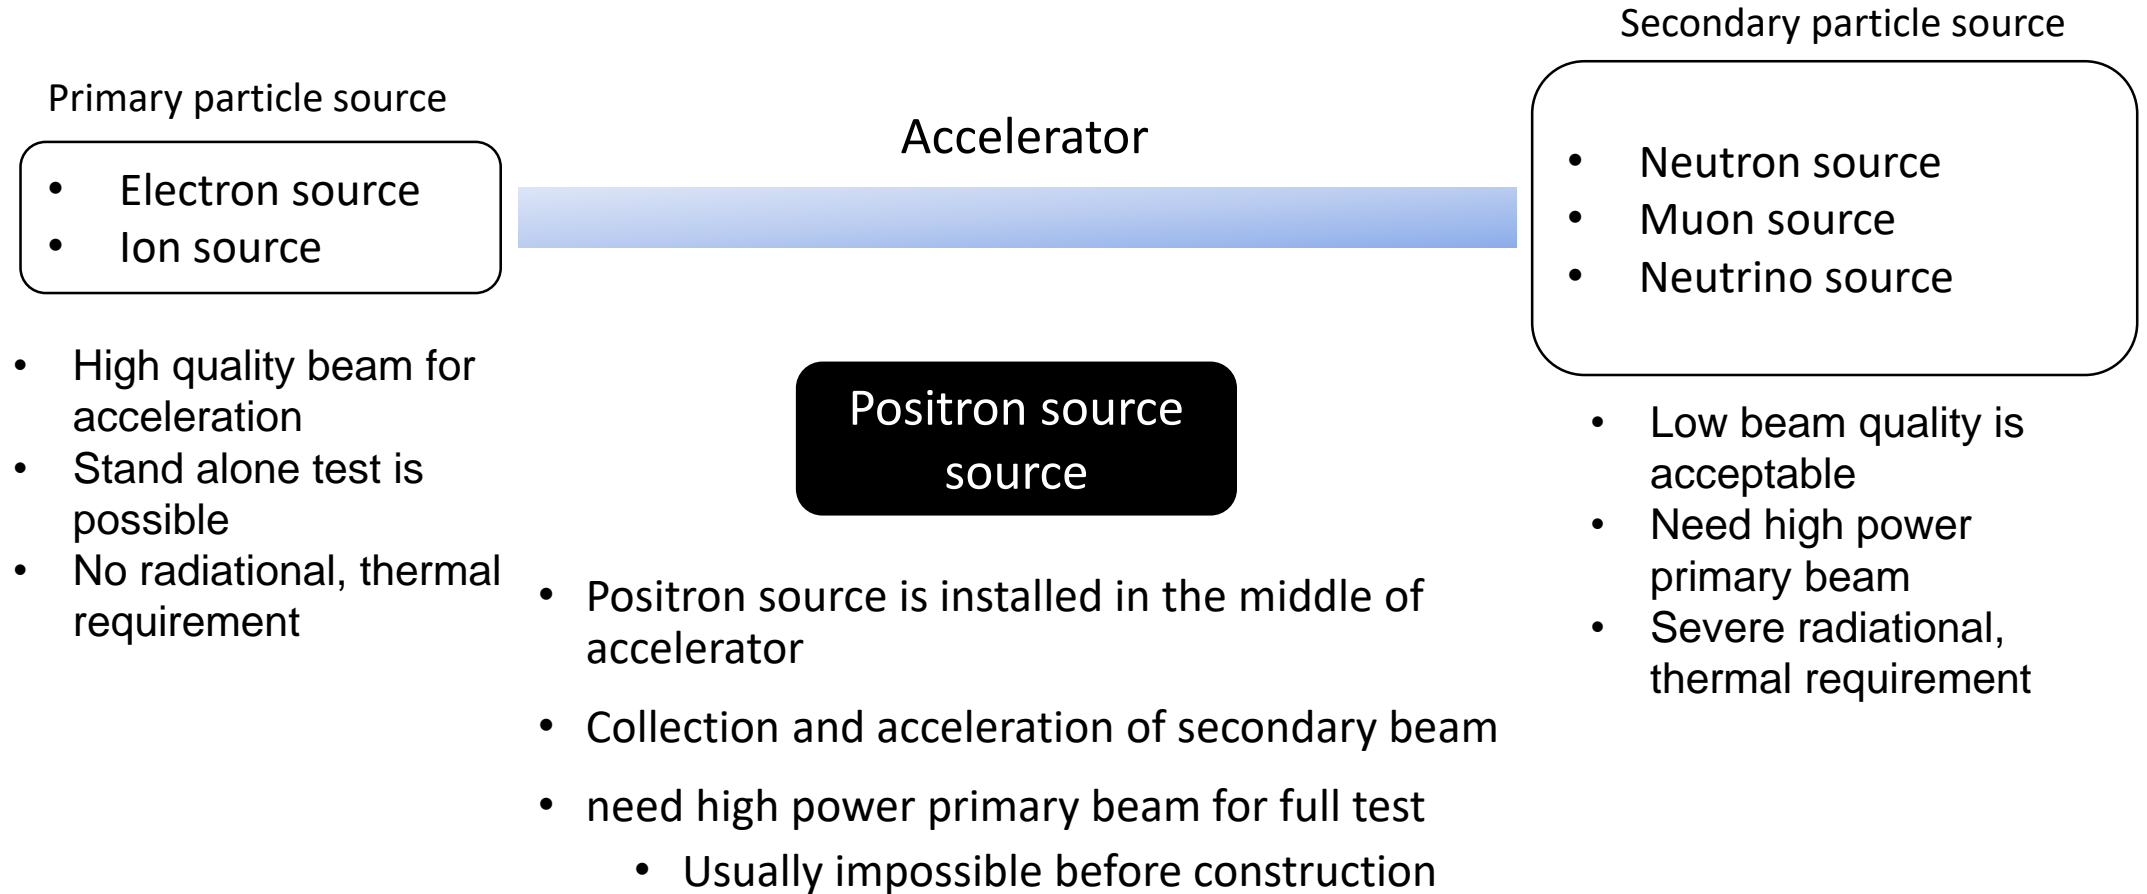 Primary particle source
• Electron source
• Ion source
• High quality beam for
acceleration
• Stand alone test is
possible
• No radiational, thermal
requirement
Accelerator
Positron source
source
• Positron source is installed in the middle of
accelerator
• Collection and acceleration of secondary beam
• need high power primary beam for full test
• Usually impossible before construction
Secondary particle source
• Neutron source
• Muon source
• Neutrino source
• Low beam quality is
acceptable
• Need high power
primary beam
• Severe radiational,
thermal requirement